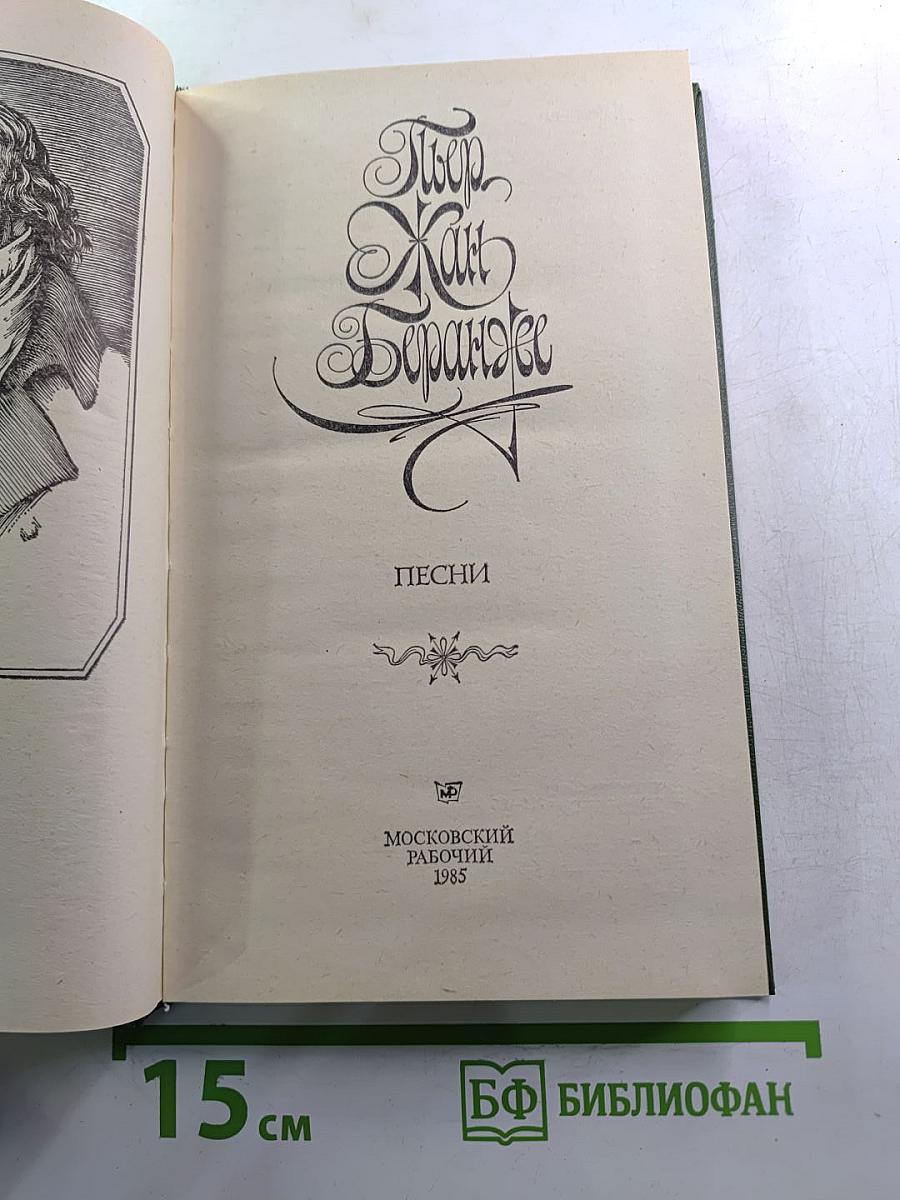 Пьер
Жан
Беранже
ПЕСНИ
МР
МОСКОВСКИЙ
РАБОЧИЙ
1985
15 см
БФ БИБЛИОФАН